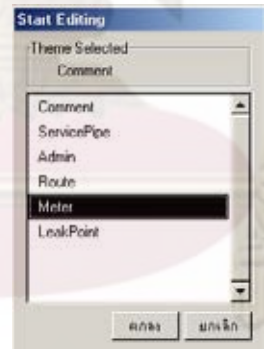 Start Editing
Theme Selected
Comment
Comment
ServicePipe
Admin
Route
Meter
LeakPoint
ตกลง ยกเลิก